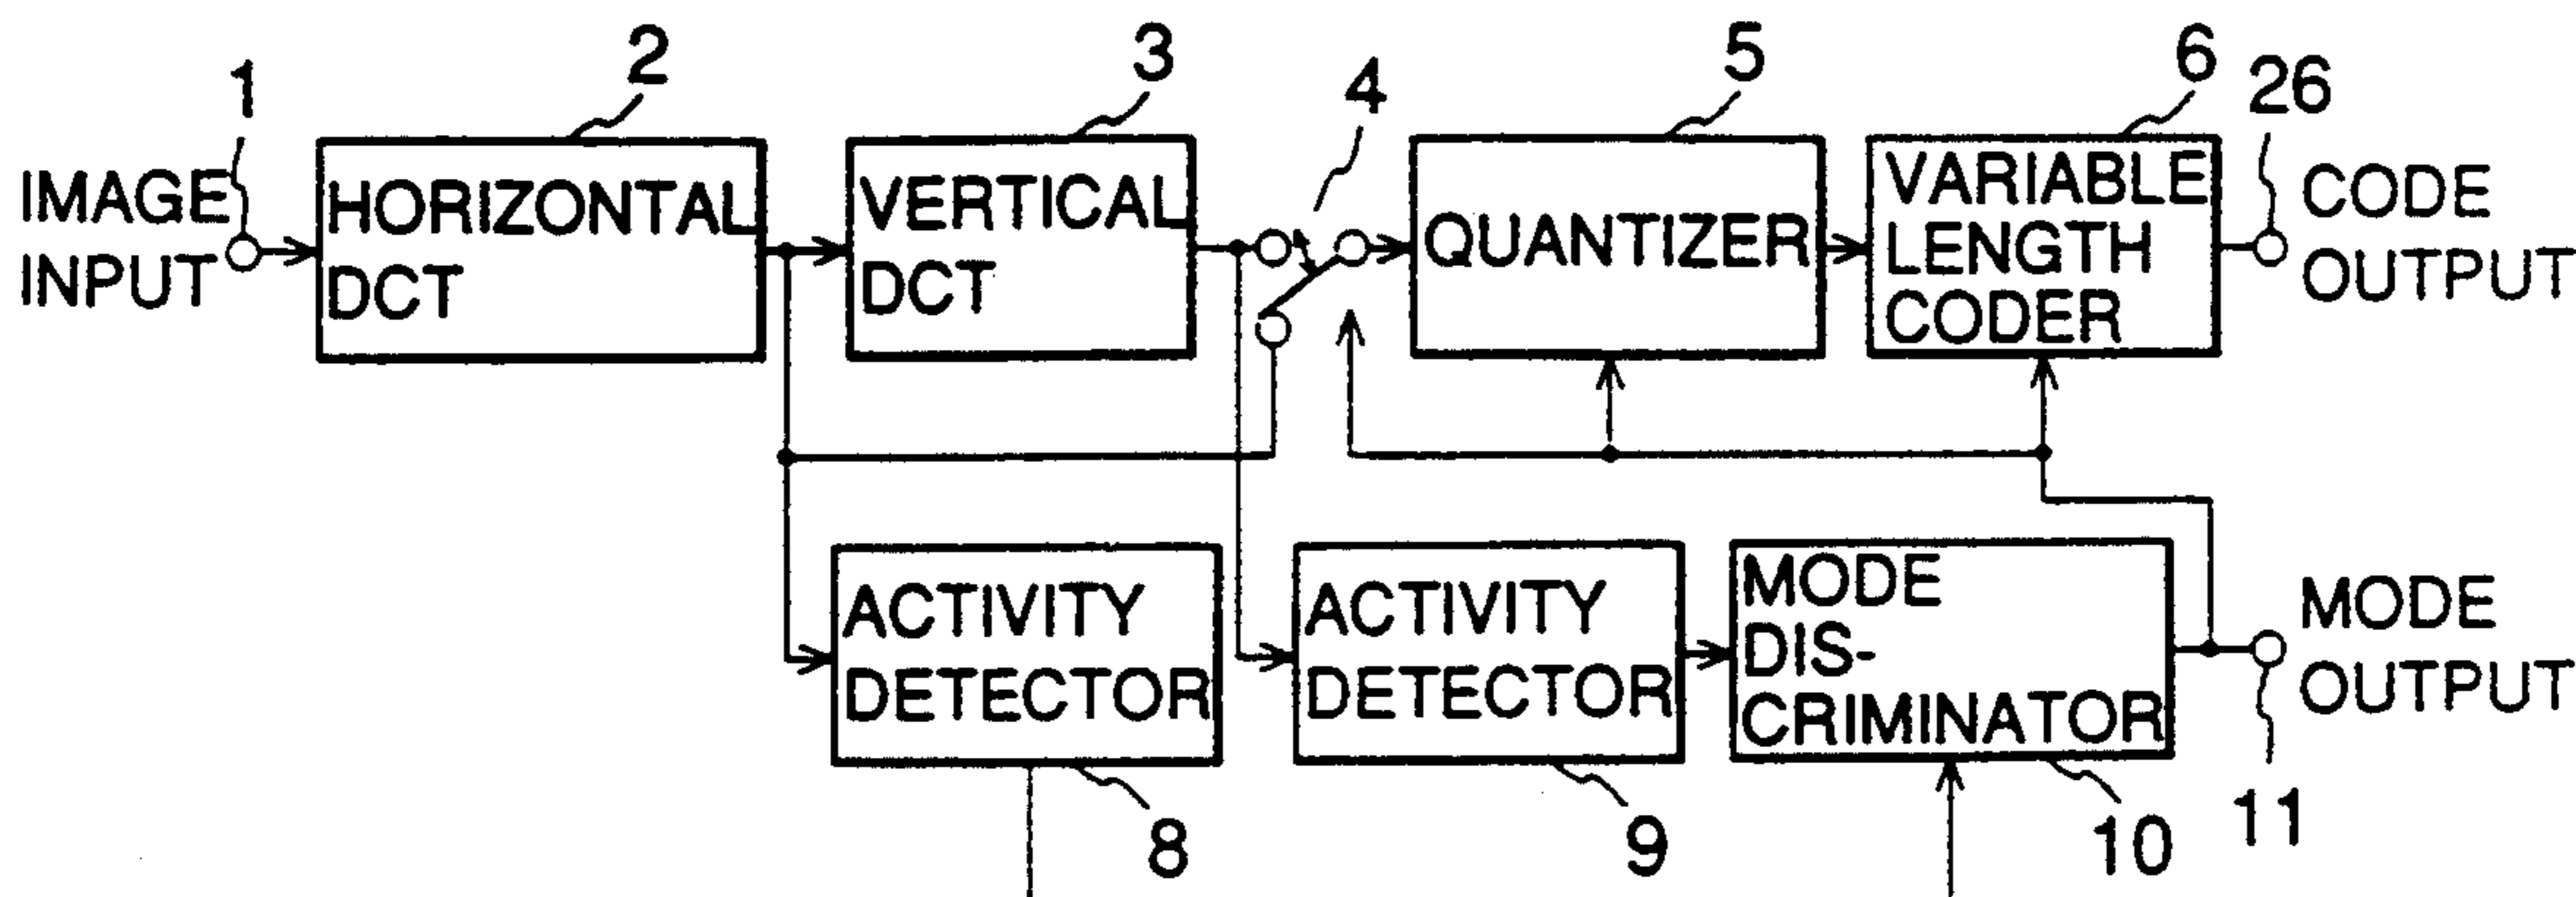 1
2
3
4
5
6
26
IMAGE
INPUT
HORIZONTAL
DCT
VERTICAL
DCT
QUANTIZER
VARIABLE
LENGTH
CODER
CODE
OUTPUT
ACTIVITY
DETECTOR
ACTIVITY
DETECTOR
MODE
DIS-
CRIMINATOR
MODE
OUTPUT
8
9
10
11